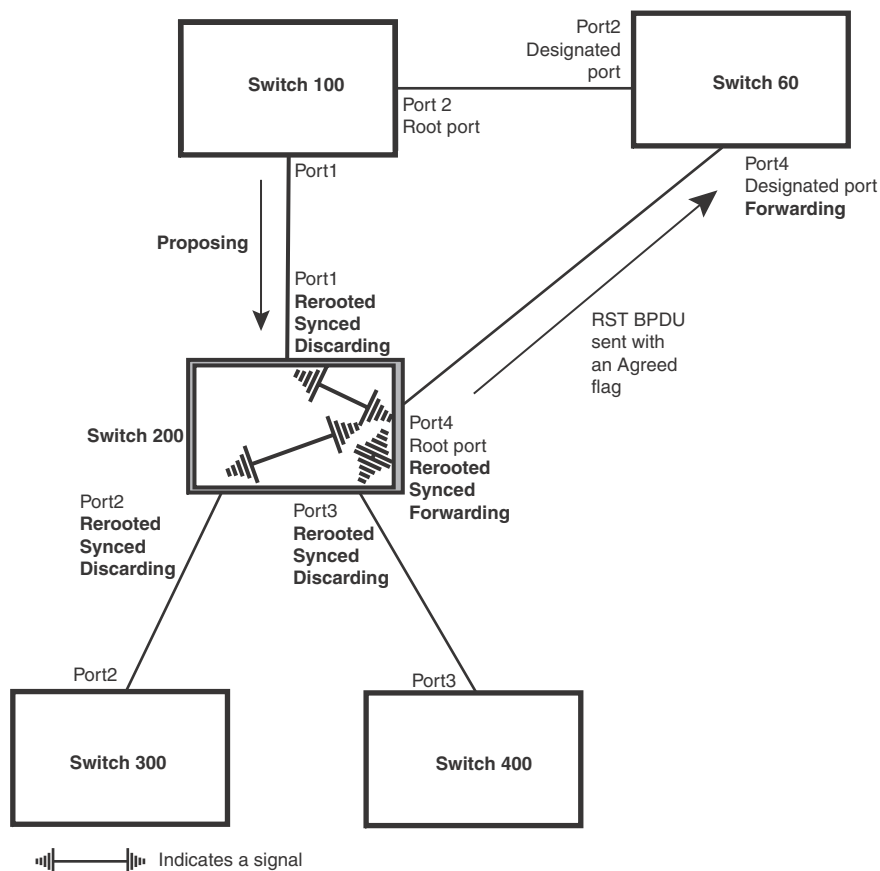 Port2
Designated
port
Switch 100
Switch 60
Port 2
Root port
Port1
Port4
Designated port
Forwarding
Proposing
Port1
Rerooted
Synced
Discarding
RST BPDU
sent with
an Agreed
flag
Switch 200
Port4
Root port
Rerooted
Synced
Forwarding
Port2
Rerooted
Synced
Discarding
Port3
Rerooted
Synced
Discarding
Port2
Port3
Switch 300
Switch 400
Indicates a signal